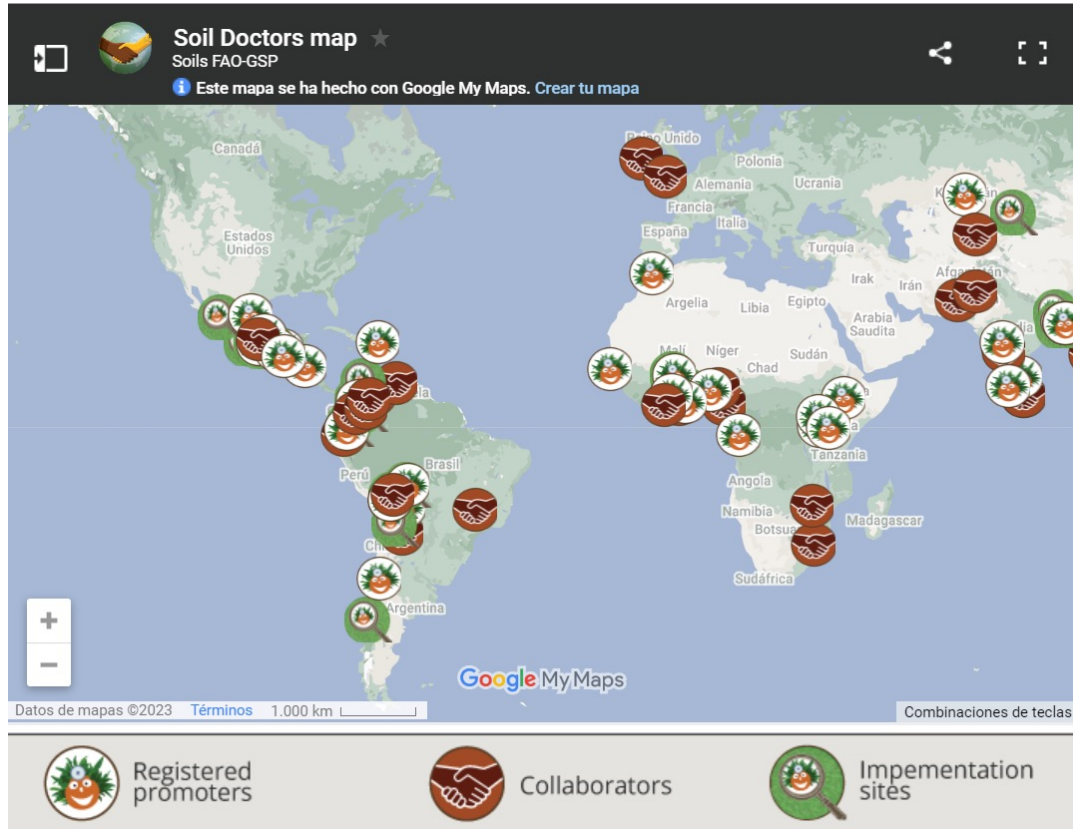 Soil Doctors map
Soils FAO-GSP
Este mapa se ha hecho con Google My Maps. Crear tu mapa
Canadá
Reino Unido
Polonia
Alemania
Ucrania
Francia
Estados
Unidos
España
Italia
Turquía
Irak
Irán
Argelia
Libia
Egipto
Arabia
Saudita
Malí
Níger
Sudán
Chad
Brasil
Perú
Tanzania
Angola
Namibia
Madagascar
Sudáfrica
Argentina
Google My Maps
Datos de mapas ©2023 Términos 1.000 km
Combinaciones de teclas
Registered
promoters
Collaborators
Impementation
sites